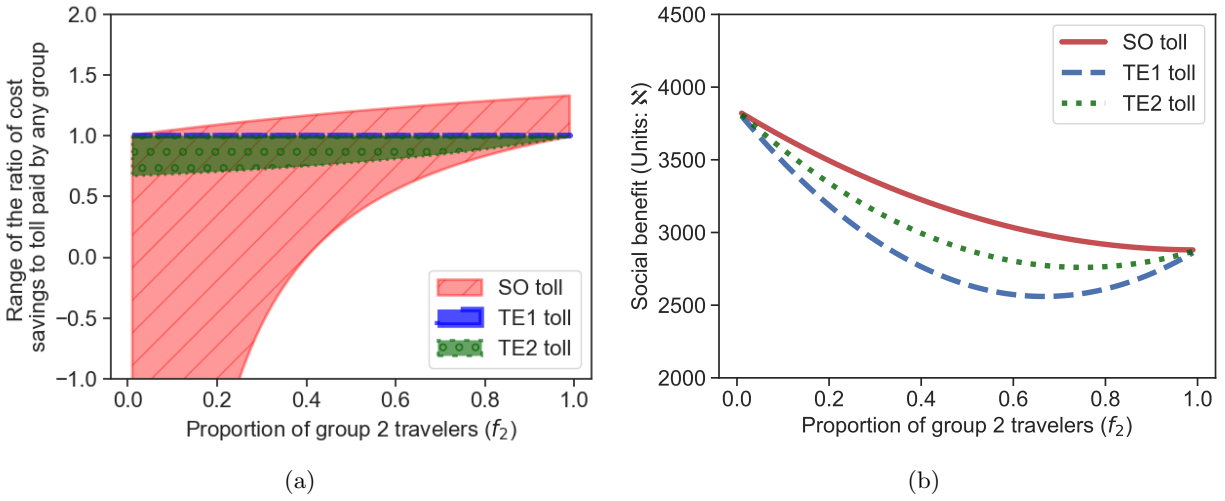 Range of the ratio of cost
savings to toll paid by any group
2.0
1.5
1.0
0.5
0.0
−0.5
−1.0
SO toll
TE1 toll
TE2 toll
0.0 0.2 0.4 0.6 0.8 1.0
Proportion of group 2 travelers (f₂)
(a)
Social benefit (Units: ℵ)
4500
4000
3500
3000
2500
2000
SO toll
TE1 toll
TE2 toll
0.0 0.2 0.4 0.6 0.8 1.0
Proportion of group 2 travelers (f₂)
(b)